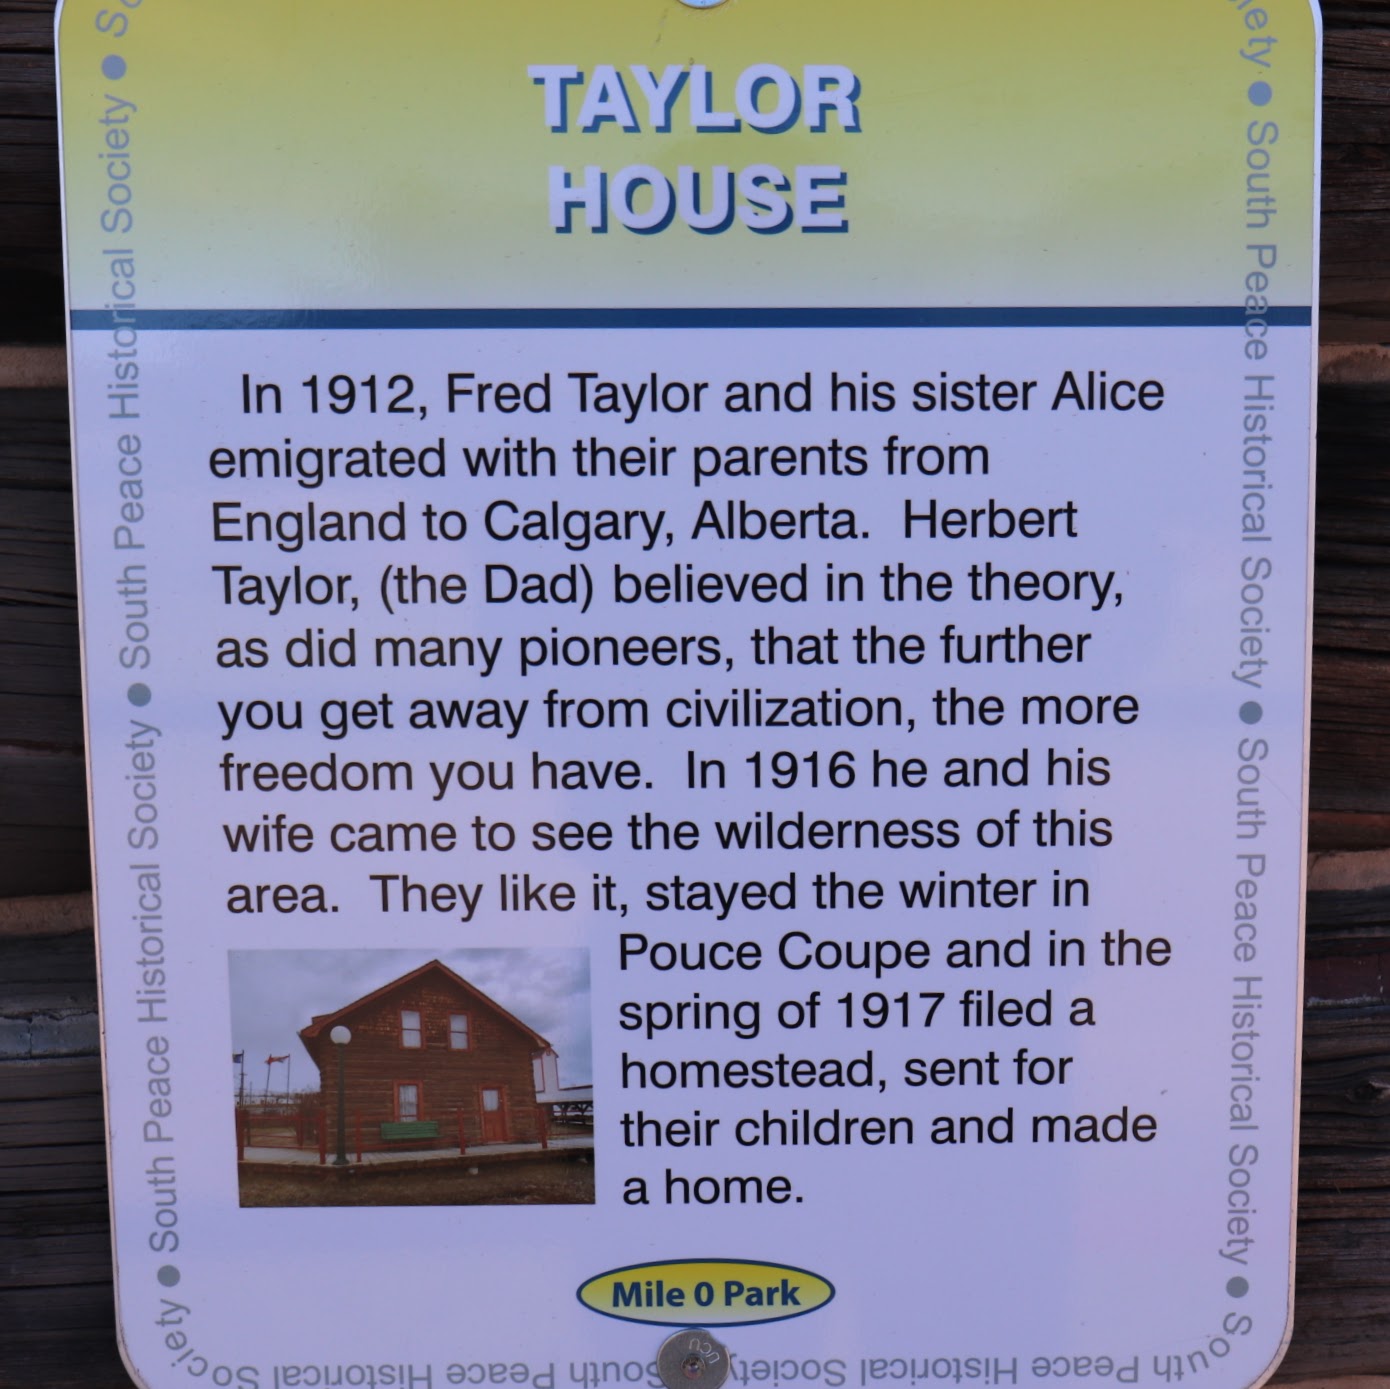 TAYLOR
HOUSE
In 1912, Fred Taylor and his sister Alice
emigrated with their parents from
England to Calgary, Alberta.  Herbert
Taylor, (the Dad) believed in the theory,
as did many pioneers, that the further
you get away from civilization, the more
freedom you have.  In 1916 he and his
wife came to see the wilderness of this
area.  They like it, stayed the winter in
Pouce Coupe and in the
spring of 1917 filed a
homestead, sent for
their children and made
a home.
Mile 0 Park
South Peace Historical Society ● South Peace Historical Society ● South Peace Historical Society ● South Peace Historical Society ● South Peace Historical Society ● South Peace Historical Society
UCU